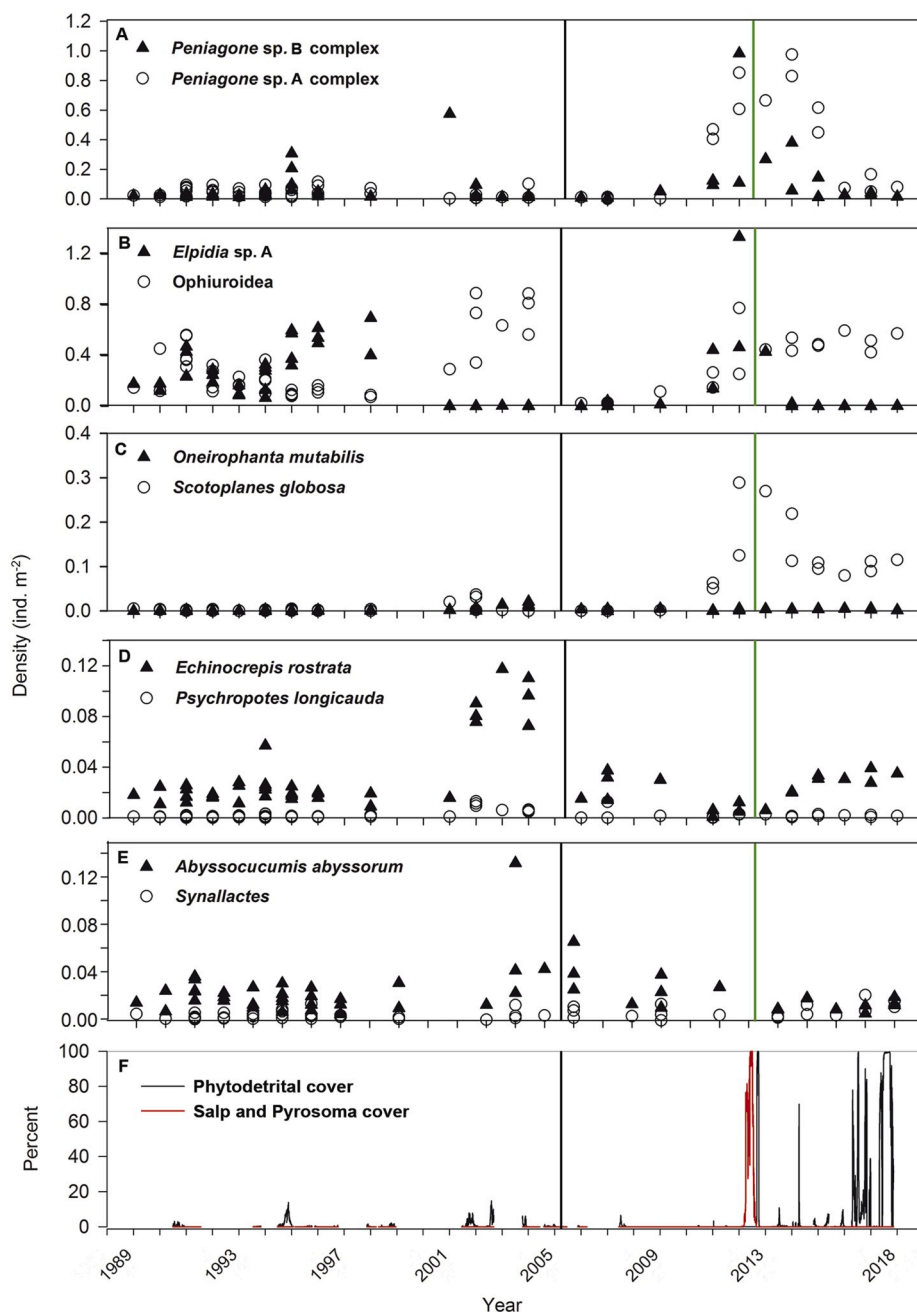 A
Peniagone sp. B complex
Peniagone sp. A complex
1.2
1.0
0.8
0.6
0.4
0.2
0.0
B
Elpidia sp. A
Ophiuroidea
1.2
0.8
0.4
0.0
C
Oneirophanta mutabilis
Scotoplanes globosa
0.4
0.3
0.2
0.1
0.0
Density (ind. m-2)
D
Echinocrepis rostrata
Psychropotes longicauda
0.12
0.08
0.04
0.00
E
Abyssocucumis abyssorum
Synallactes
0.12
0.04
0.00
F
Phytodetrital cover
Salp and Pyrosoma cover
100
80
60
40
20
0
Percent
1989 1993 1997 2001 2005 2009 2013 2018
Year